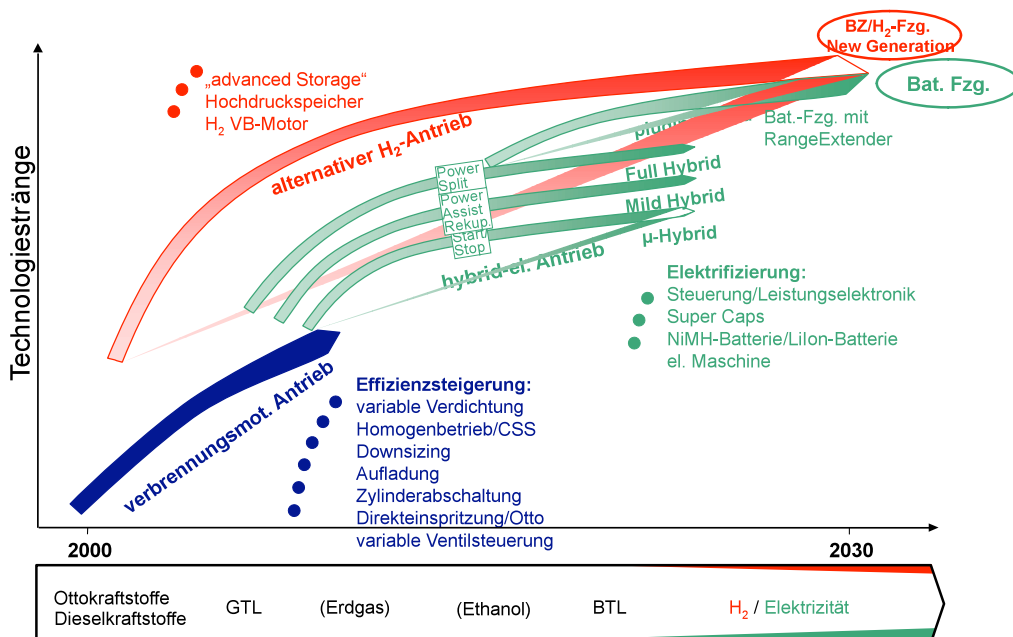 BZ/H2-Fzg.
New Generation
Bat. Fzg.
„advanced Storage“
Hochdruckspeicher
H2 VB-Motor
Technologiestränge
alternativer H2-Antrieb
Bat.-Fzg. mit
RangeExtender
Power
Split
Full Hybrid
Power
Assist
Rekup.
Mild Hybrid
Start/
Stop
µ-Hybrid
hybrid-el. Antrieb
Elektrifizierung:
Steuerung/Leistungselektronik
Super Caps
NiMH-Batterie/LiIon-Batterie
el. Maschine
verbrennungsmot. Antrieb
Effizienzsteigerung:
variable Verdichtung
Homogenbetrieb/CSS
Downsizing
Aufladung
Zylinderabschaltung
Direkteinspritzung/Otto
variable Ventilsteuerung
2000
2030
Ottokraftstoffe
Dieselkraftstoffe
GTL
(Erdgas)
(Ethanol)
BTL
H2 / Elektrizität